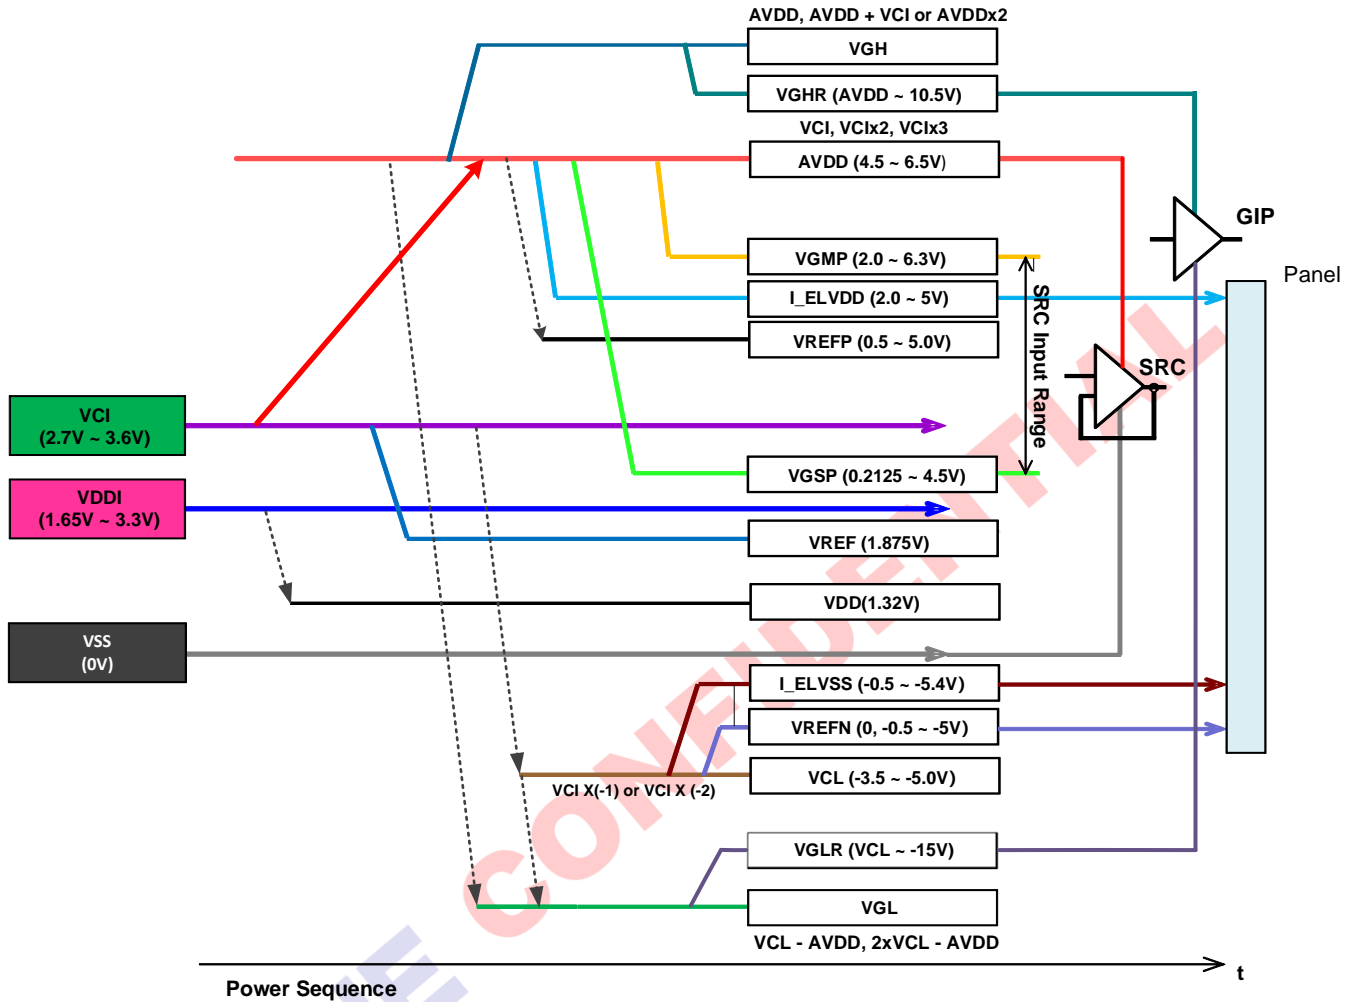 AVDD, AVDD + VCI or AVDDx2
VGH
VGHR (AVDD ~ 10.5V)
VCI, VCIx2, VCIx3
AVDD (4.5 ~ 6.5V)
GIP
VGMP (2.0 ~ 6.3V)
Panel
I_ELVDD (2.0 ~ 5V)
VREFP (0.5 ~ 5.0V)
SRC Input Range
SRC
VCI
(2.7V ~ 3.6V)
VGSP (0.2125 ~ 4.5V)
VDDI
(1.65V ~ 3.3V)
VREF (1.875V)
VDD(1.32V)
VSS
(0V)
I_ELVSS (-0.5 ~ -5.4V)
VREFN (0, -0.5 ~ -5V)
VCL (-3.5 ~ -5.0V)
VCI X(-1) or VCI X (-2)
VGLR (VCL ~ -15V)
VGL
VCL - AVDD, 2xVCL - AVDD
t
Power Sequence
CONFIDENTIAL